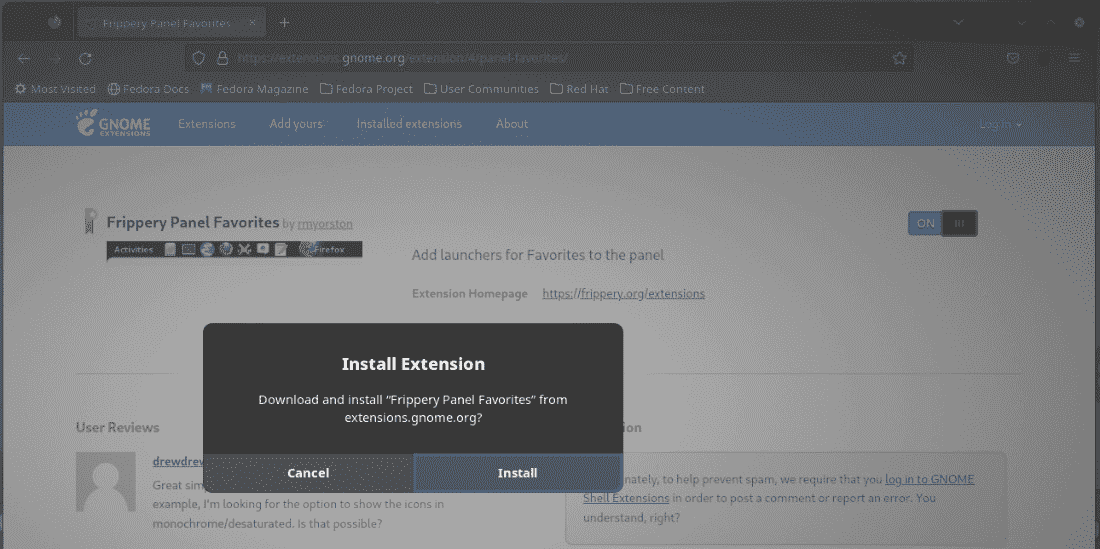 Frippery Panel Favorites
https://extensions.gnome.org/extension/4/panel-favorites/
Most Visited Fedora Docs Fedora Magazine Fedora Project User Communities Red Hat Free Content
GNOME EXTENSIONS Extensions Add yours Installed extensions About Log in
Frippery Panel Favorites by rmyorston ON
Activities Firefox
Add launchers for Favorites to the panel
Extension Homepage https://frippery.org/extensions
Install Extension
Download and install “Frippery Panel Favorites” from
extensions.gnome.org?
Cancel Install
User Reviews
drewdrew
Great sim
example, I'm looking for the option to show the icons in
monochrome/desaturated. Is that possible?
ion
nately, to help prevent spam, we require that you log in to GNOME
Shell Extensions in order to post a comment or report an error. You
understand, right?